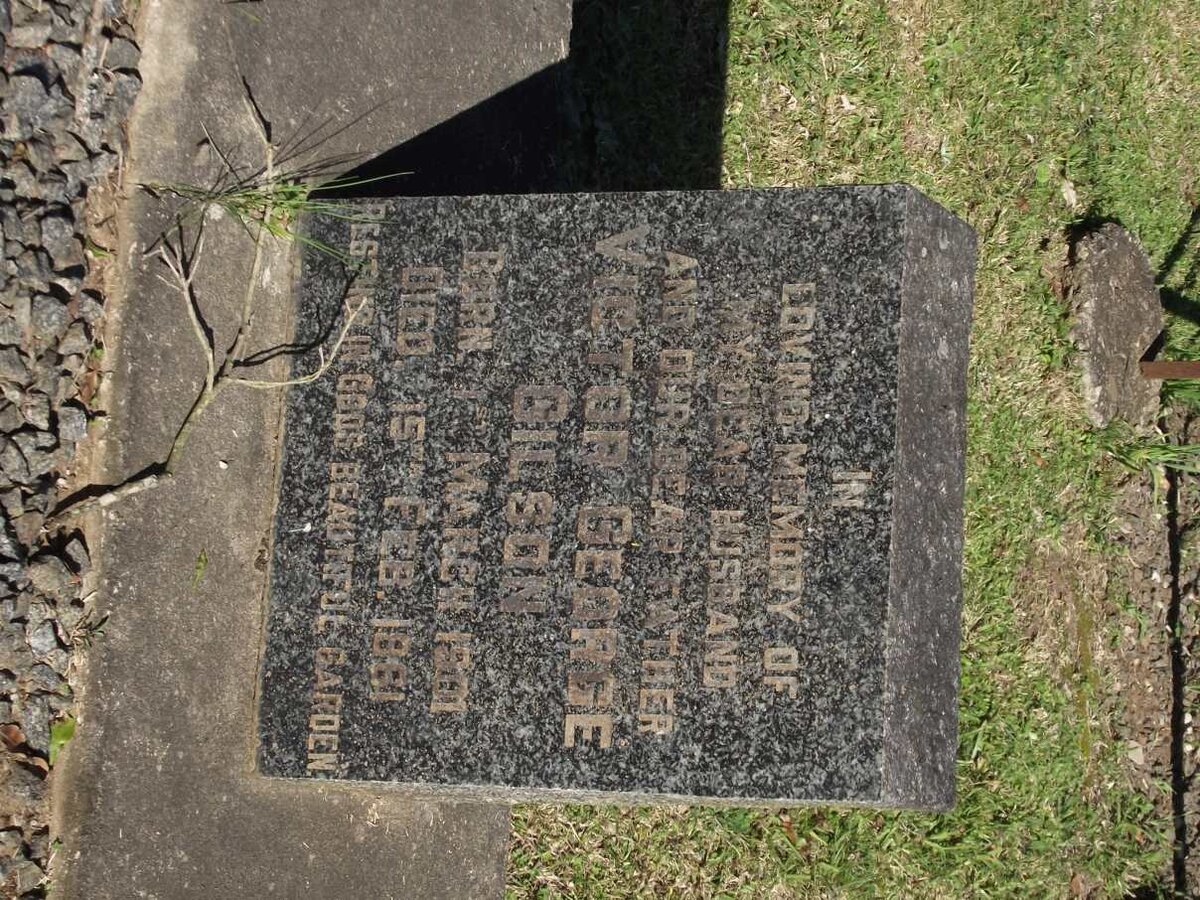 IN
LOVING MEMORY OF
MY DEAR HUSBAND
AND OUR DEAR FATHER
VICTOR GEORGE
GILSON
BORN 1ST MARCH 1901
DIED 15TH FEB. 1961
RESTING IN GODS BEAUTIFUL GARDEN.